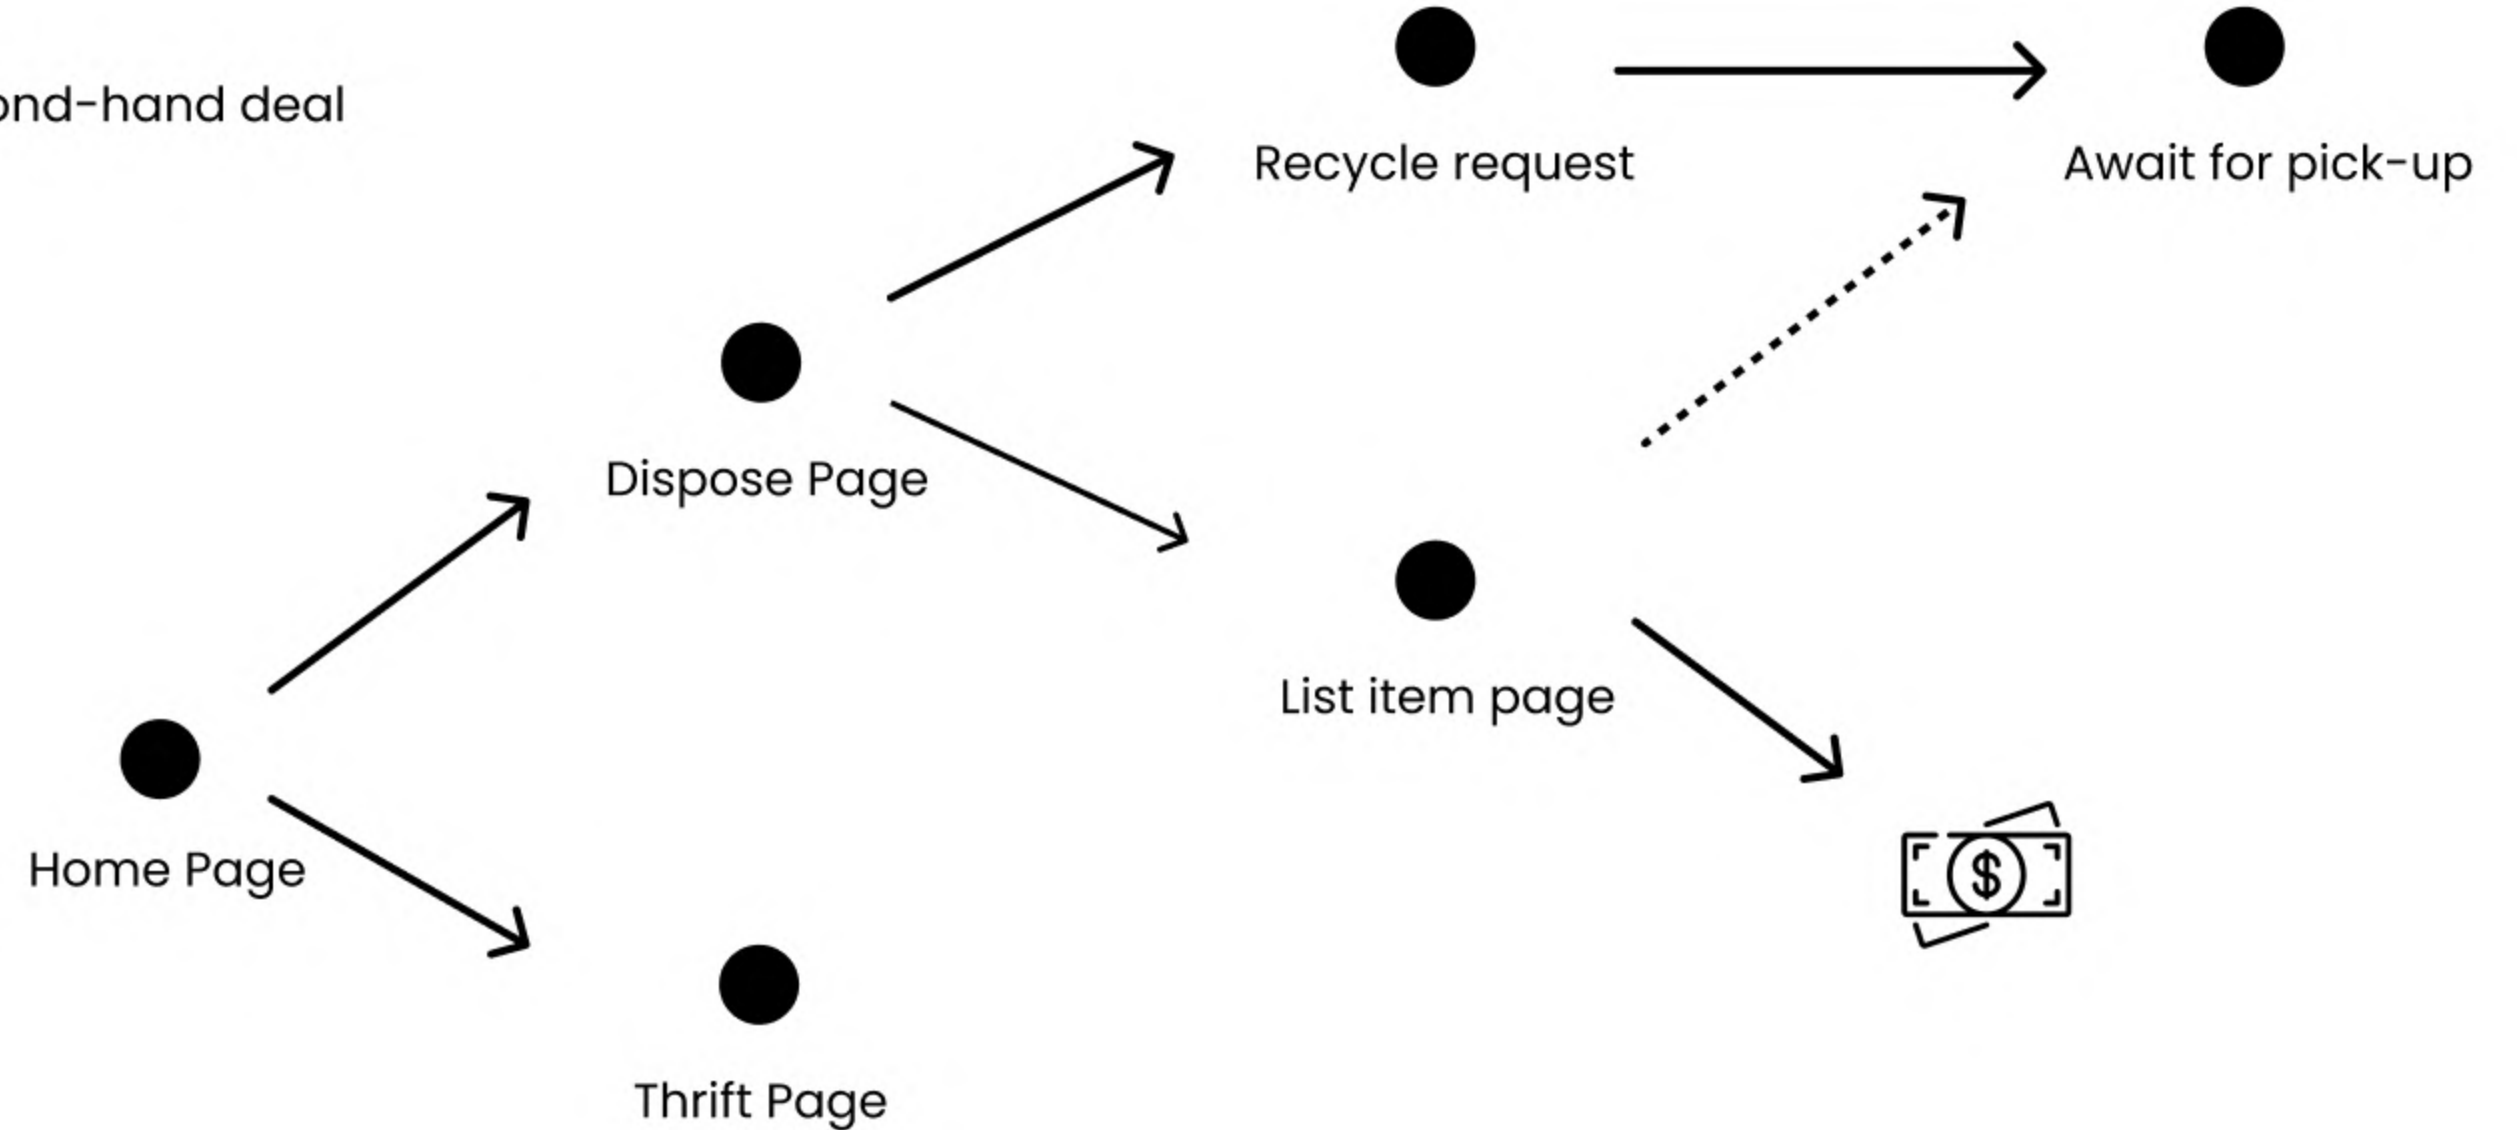 ond-hand deal
Recycle request
Await for pick-up
Dispose Page
List item page
Home Page
$
Thrift Page